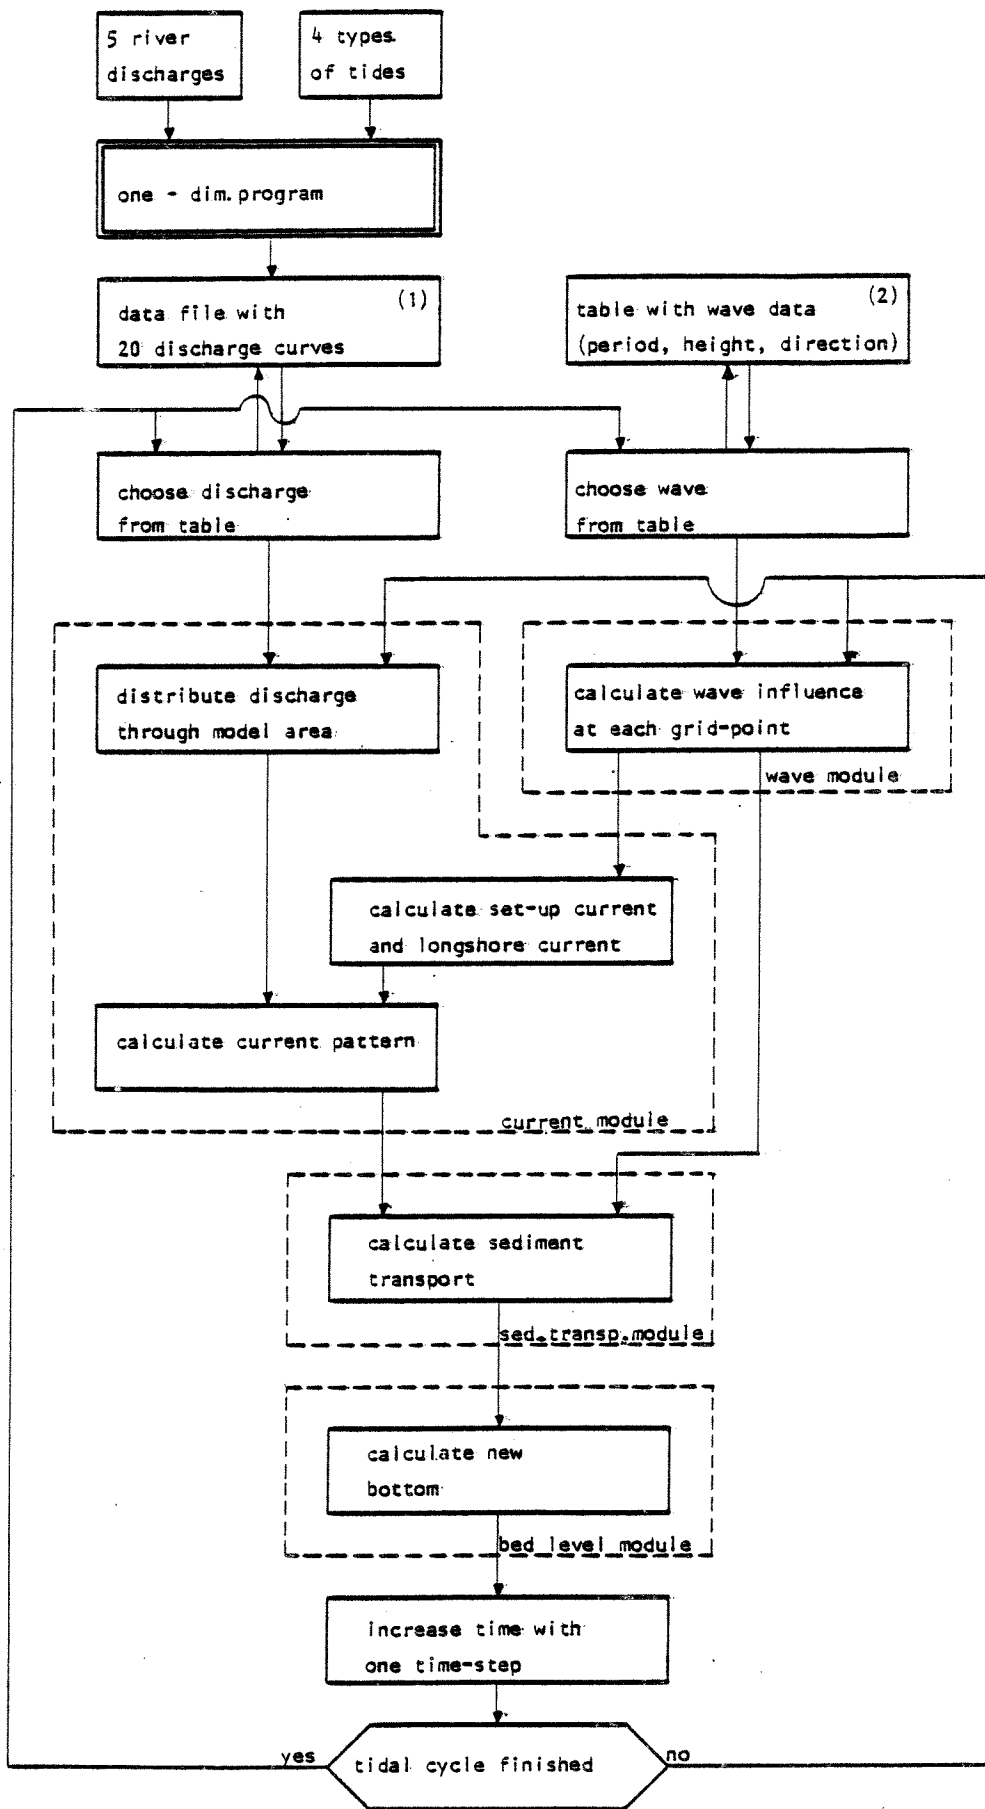 5 river
discharges
4 types
of tides
one - dim. program
data file with
20 discharge curves
(1)
table with wave data
(period, height, direction)
(2)
choose discharge
from table
choose wave
from table
distribute discharge
through model area
calculate wave influence
at each grid-point
wave module
calculate set-up current
and longshore current
calculate current pattern
current module
calculate sediment
transport
sed.transp.module
calculate new
bottom
bed level module
increase time with
one time-step
yes
tidal cycle finished
no